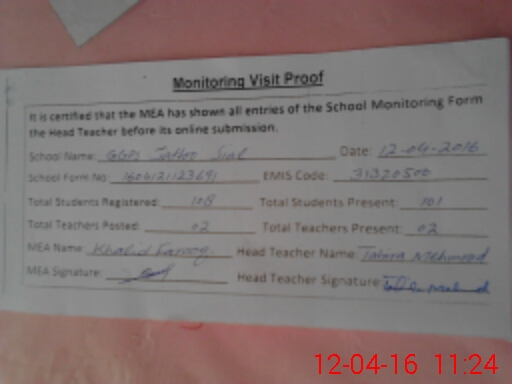 Monitoring Visit Proof
It is certified that the MEA has shown all entries of the School Monitoring Form
the Head Teacher before its online submission.
School Name: GGPS Sial Date: 12-04-2016
School Form No: 1604121123691 EMIS Code: 31320500
Total Students Registered: 108 Total Students Present: 101
Total Teachers Posted: 02 Total Teachers Present: 02
MEA Name: Khalid Farooq Head Teacher Name: Tahira Mehmood
MEA Signature: Head Teacher Signature:
12-04-16 11:24